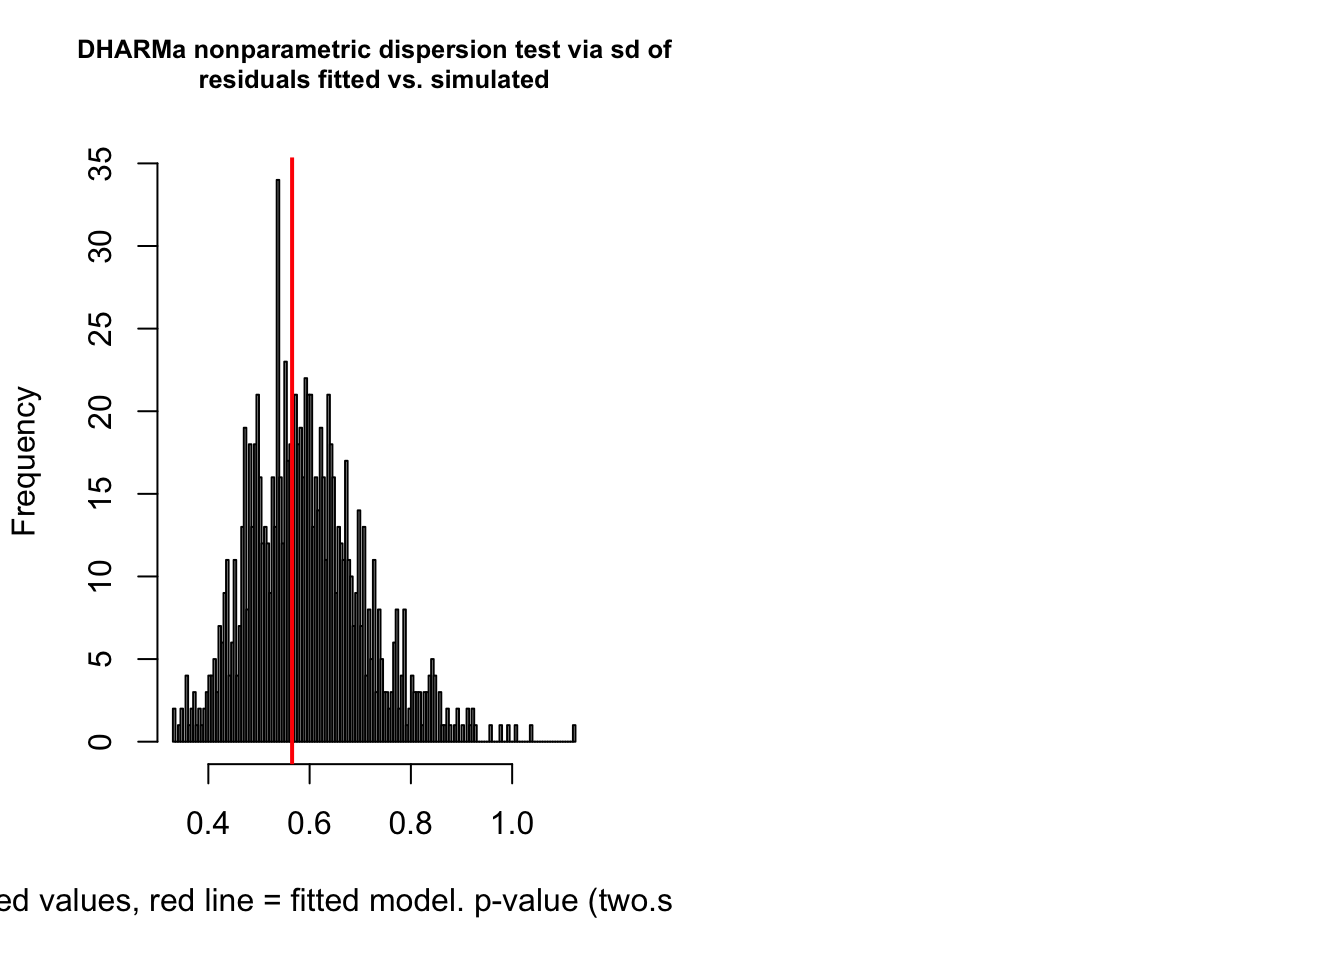 DHARMa nonparametric dispersion test via sd of
residuals fitted vs. simulated
35
30
25
20
15
10
5
0
Frequency
0.4 0.6 0.8 1.0
ed values, red line = fitted model. p-value (two.s